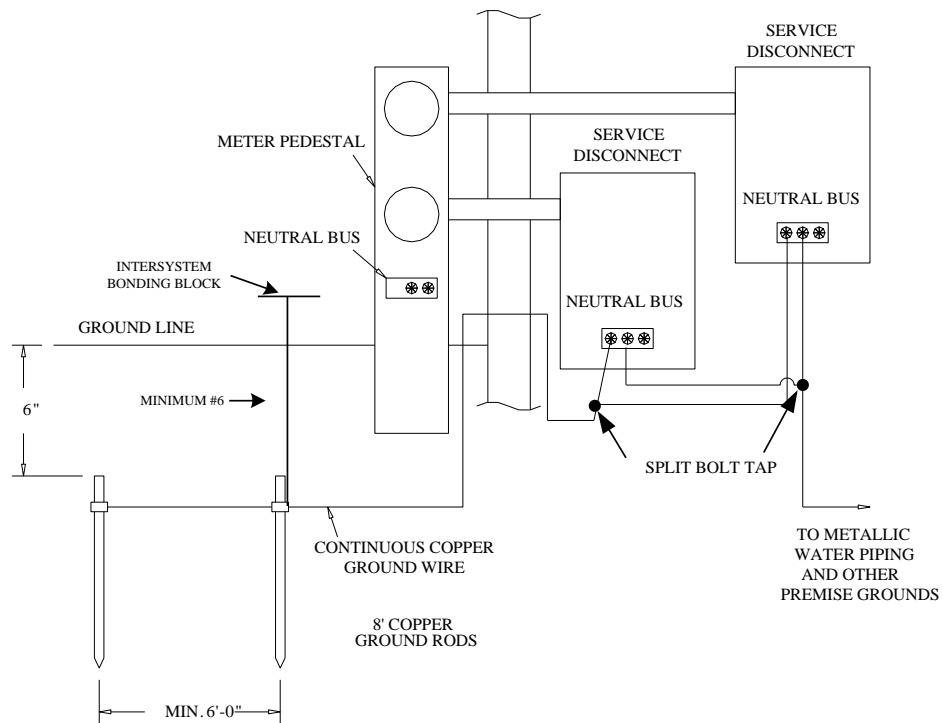 SERVICE
DISCONNECT
METER PEDESTAL
SERVICE
DISCONNECT
NEUTRAL BUS
NEUTRAL BUS
INTERSYSTEM
BONDING BLOCK
NEUTRAL BUS
GROUND LINE
6"
MINIMUM #6
SPLIT BOLT TAP
CONTINUOUS COPPER
GROUND WIRE
TO METALLIC
WATER PIPING
AND OTHER
PREMISE GROUNDS
8' COPPER
GROUND RODS
MIN. 6'-0"